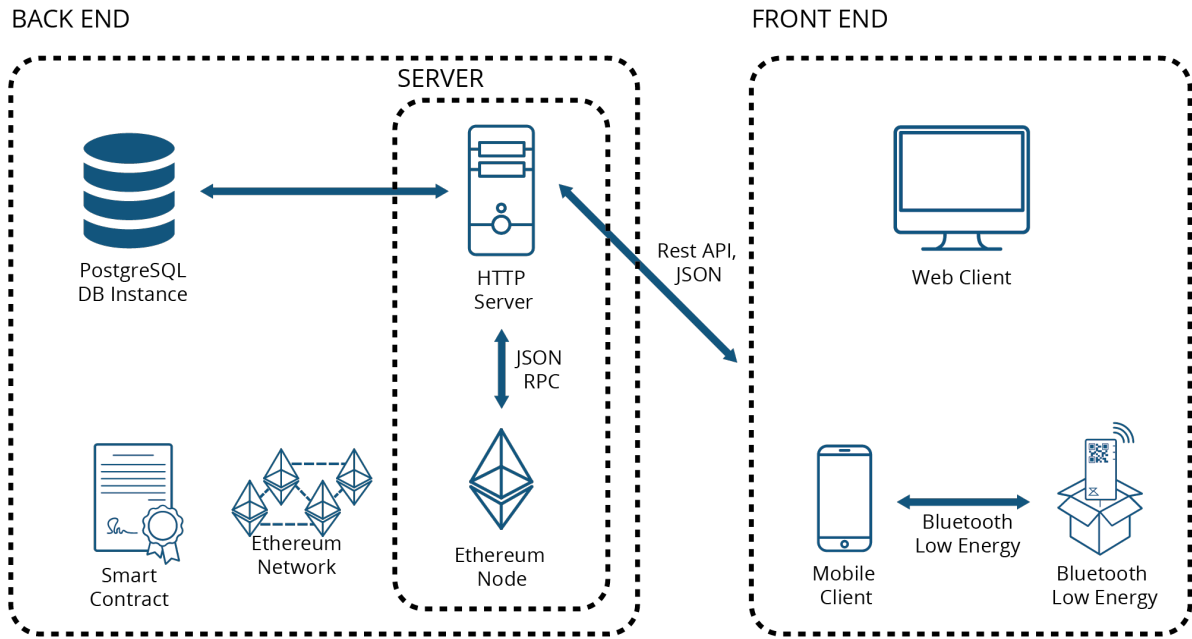 BACK END
FRONT END
SERVER
PostgreSQL
DB Instance
HTTP
Server
Rest API,
JSON
Web Client
JSON
RPC
Smart
Contract
Ethereum
Network
Ethereum
Node
Mobile
Client
Bluetooth
Low Energy
Bluetooth
Low Energy